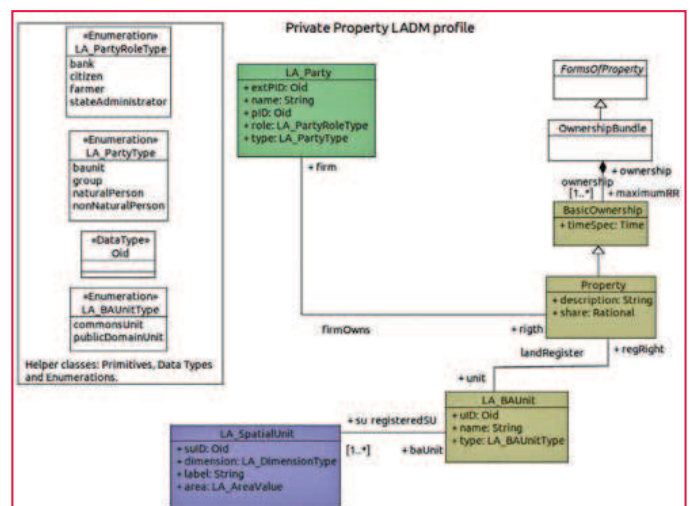 Private Property LADM profile
«Enumeration»
LA_PartyRoleType
bank
citizen
farmer
stateAdministrator
«Enumeration»
LA_PartyType
baunit
group
naturalPerson
nonNaturalPerson
«DataType»
Oid
«Enumeration»
LA_BAUnitType
commonsUnit
publicDomainUnit
Helper classes: Primitives, Data Types
and Enumerations.
LA_Party
+ extPID: Oid
+ name: String
+ pID: Oid
+ role: LA_PartyRoleType
+ type: LA_PartyType
+ firm
FormsOfProperty
OwnershipBundle
+ ownership
ownership
[1..*]
+ maximumRR
BasicOwnership
+ timeSpec: Time
Property
+ description: String
+ share: Rational
firmOwns
+ rigth
landRegister
+ regRight
+ unit
LA_BAUnit
+ uID: Oid
+ name: String
+ type: LA_BAUnitType
+ su registeredSU
[1..*]
+ baUnit
LA_SpatialUnit
+ suID: Oid
+ dimension: LA_DimensionType
+ label: String
+ area: LA_AreaValue